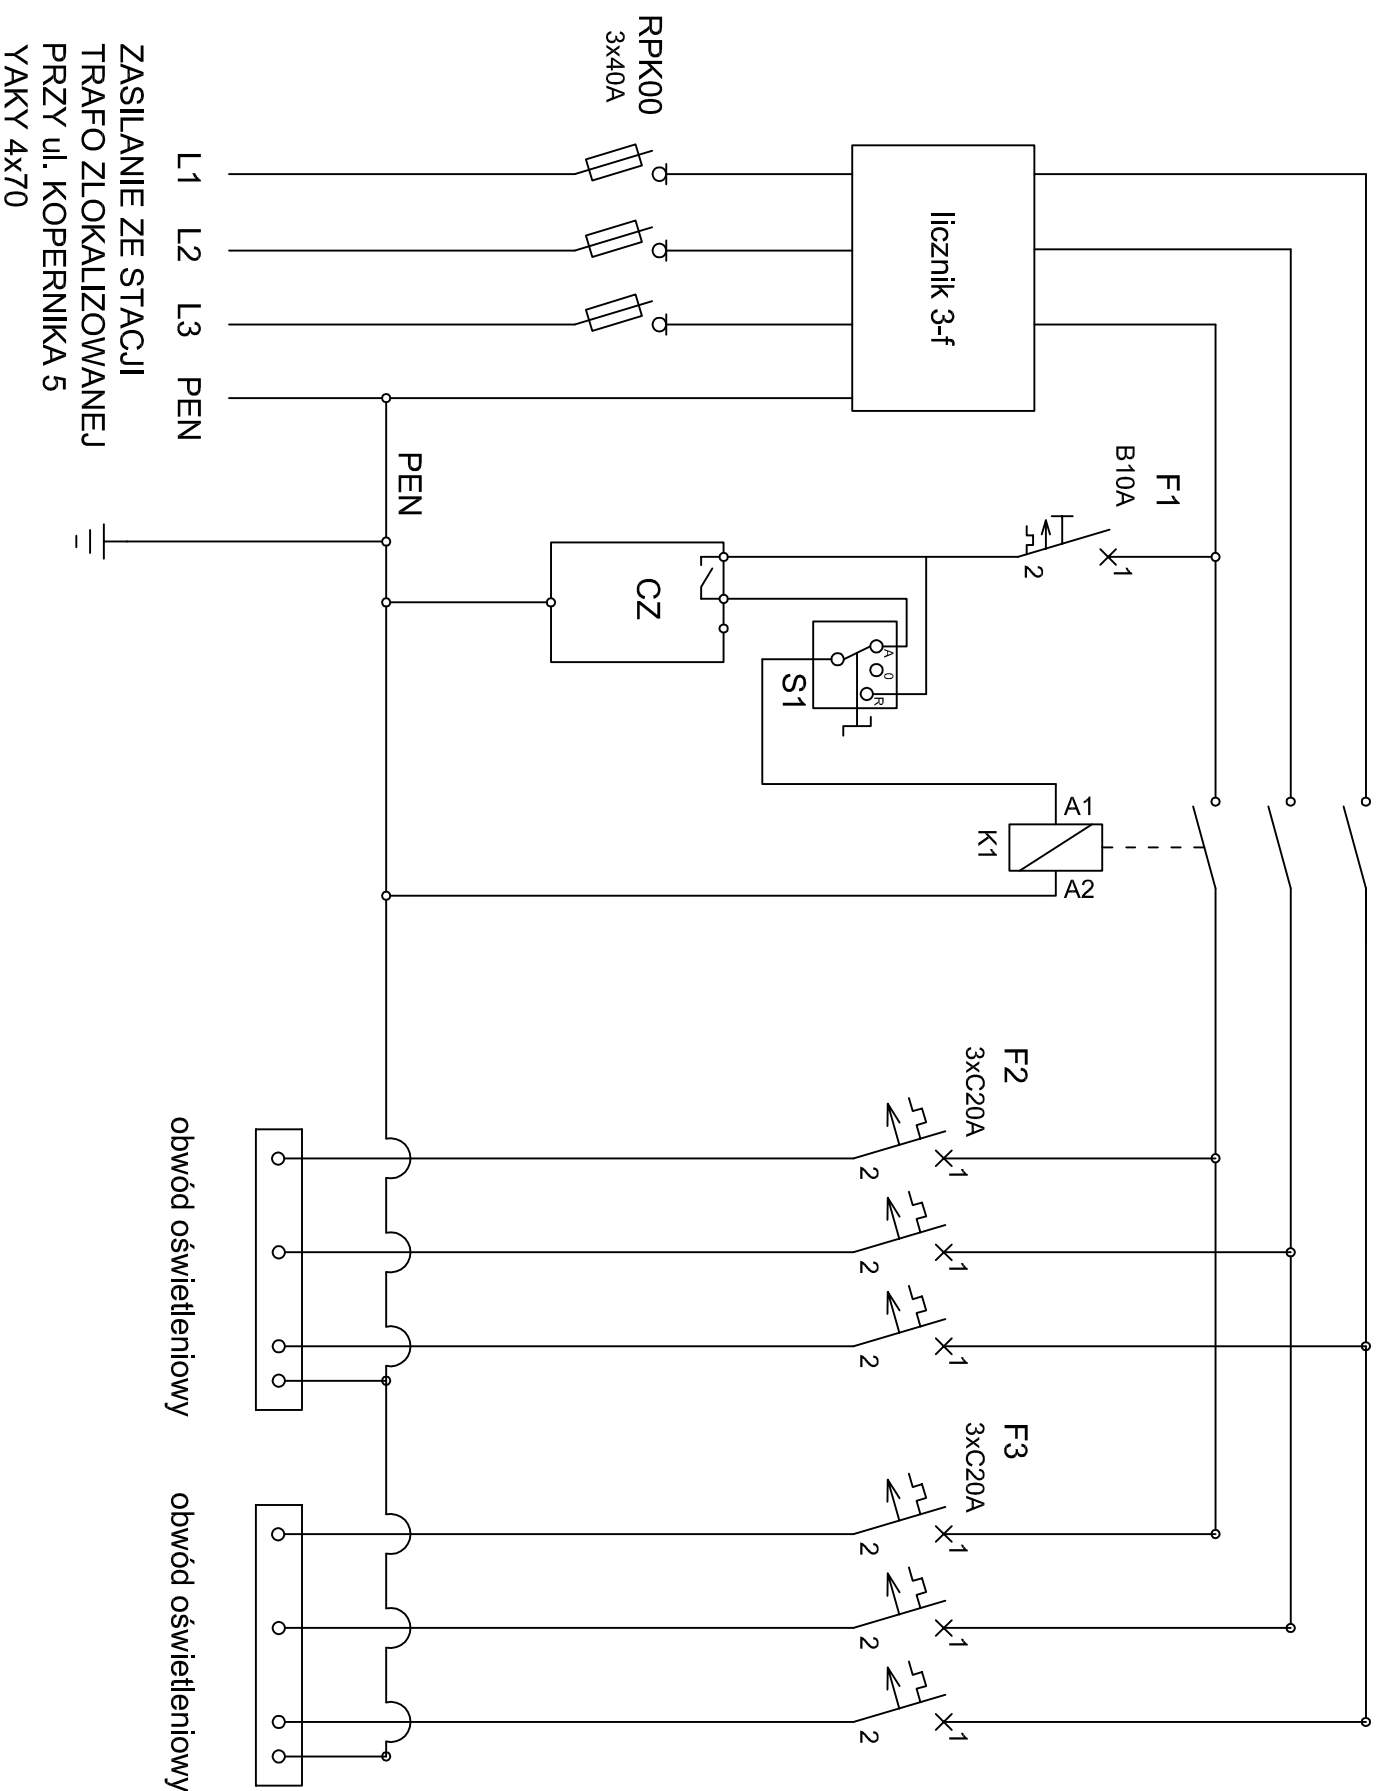 RPK00
3x40A
L1
L2
L3
PEN
ZASILANIE ZE STACJI
TRAFO ZLOKALIZOWANEJ
PRZY ul. KOPERNIKA 5
YAKY 4x70
licznik 3-f
PEN
F1
B10A
1
2
CZ
A
0
R
S1
A1
K1
A2
F2
3xC20A
1
2
1
2
1
2
obwód oświetleniowy
F3
3xC20A
1
2
1
2
1
2
obwód oświetleniowy